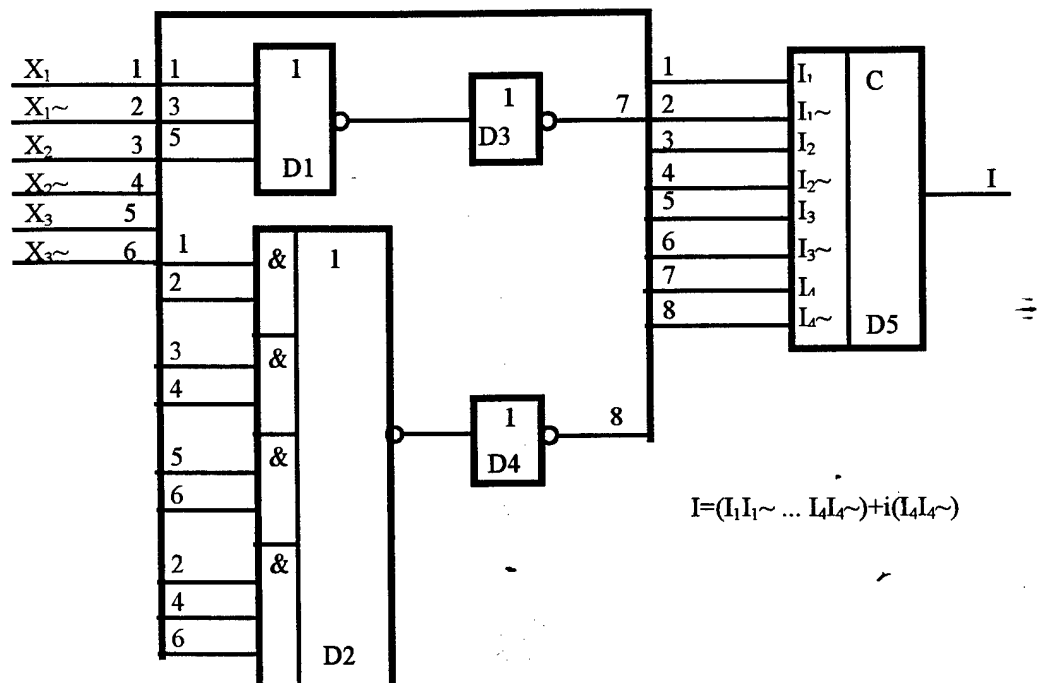 X₁ 1
X₁~ 2
X₂ 3
X₂~ 4
X₃ 5
X₃~ 6
1
3
5
1
D1
1
D3
7
1
2
3
4
5
6
2
4
6
&
&
&
&
1
D2
1
D4
8
1
2
3
4
5
6
7
8
I₁
I₁~
I₂
I₂~
I₃
I₃~
I₄
I₄~
C
D5
I
I=(I₁I₁~ ... I₄I₄~)+i(I₄I₄~)